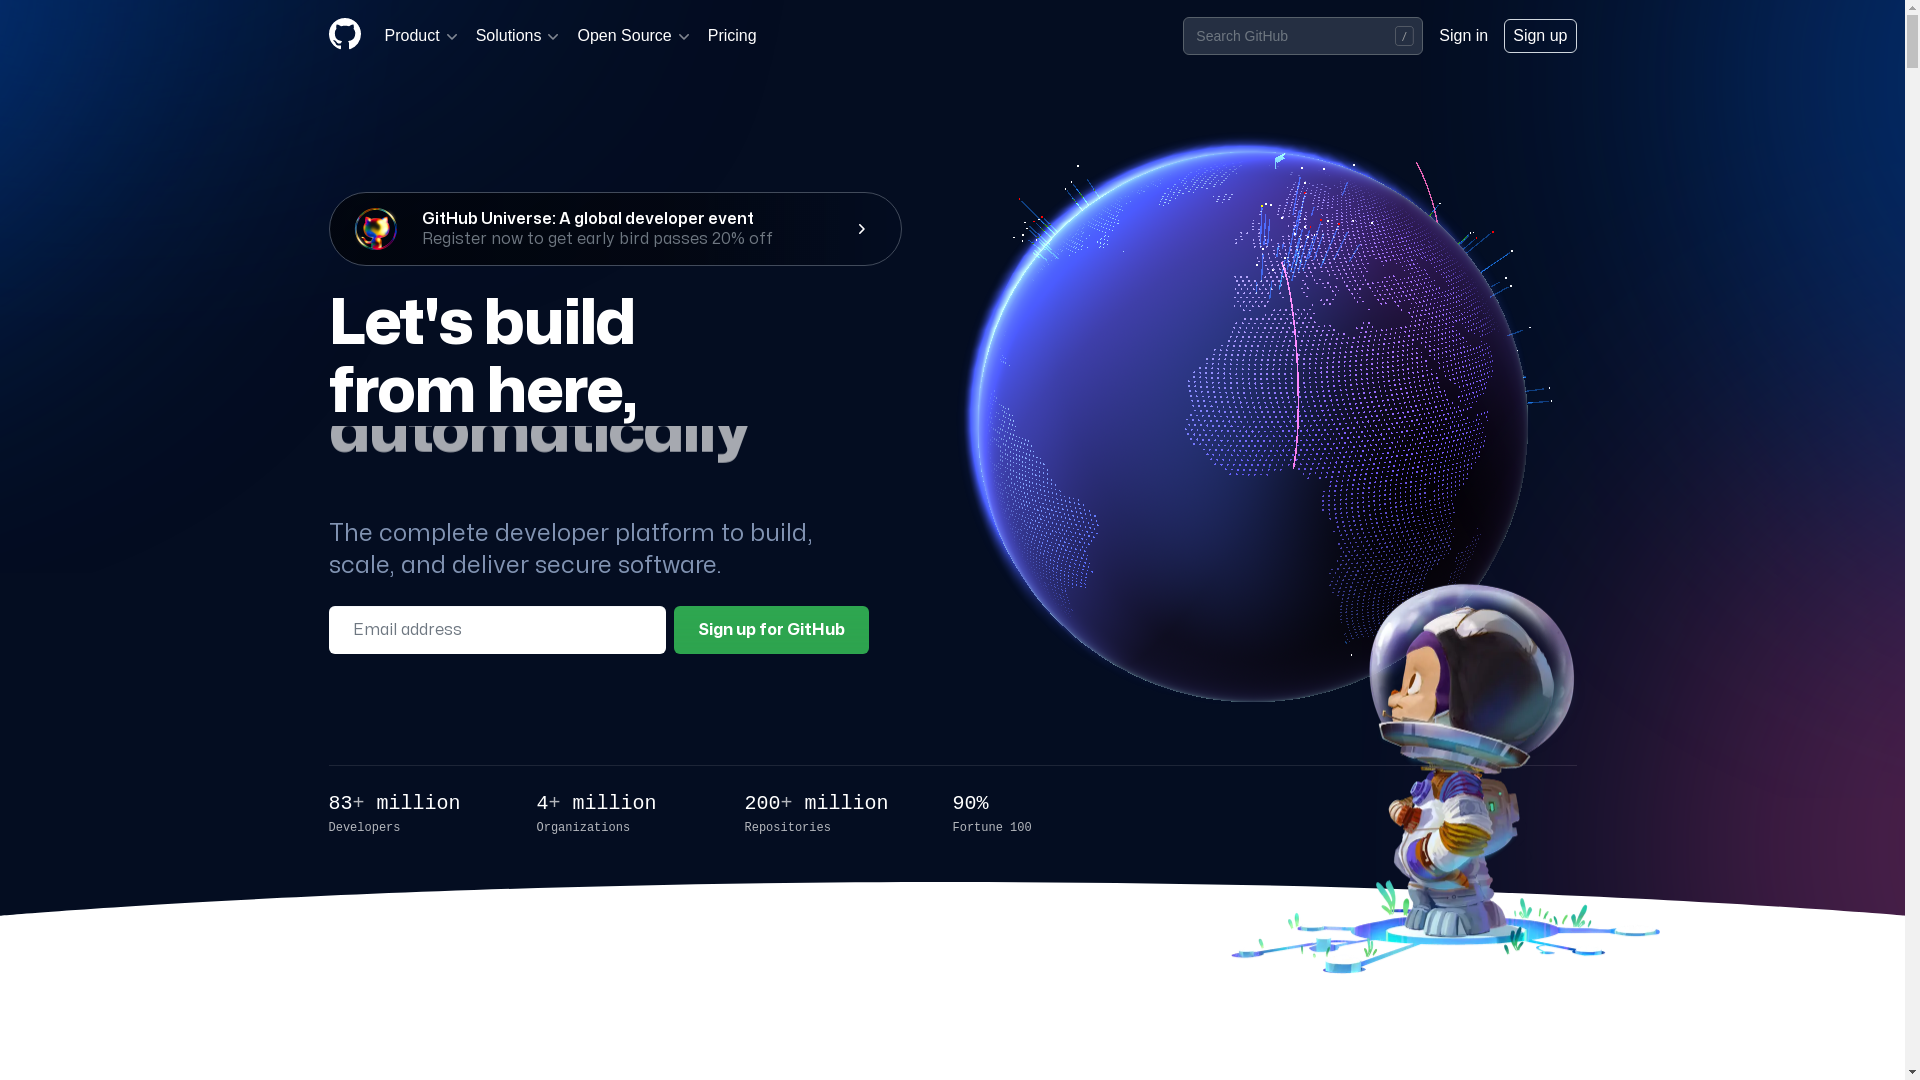 Product
Solutions
Open Source
Pricing
Search GitHub
/
Sign in
Sign up
GitHub Universe: A global developer event
Register now to get early bird passes 20% off
Let's build
from here,
automatically
The complete developer platform to build,
scale, and deliver secure software.
Email address
Sign up for GitHub
83+ million
Developers
4+ million
Organizations
200+ million
Repositories
90%
Fortune 100